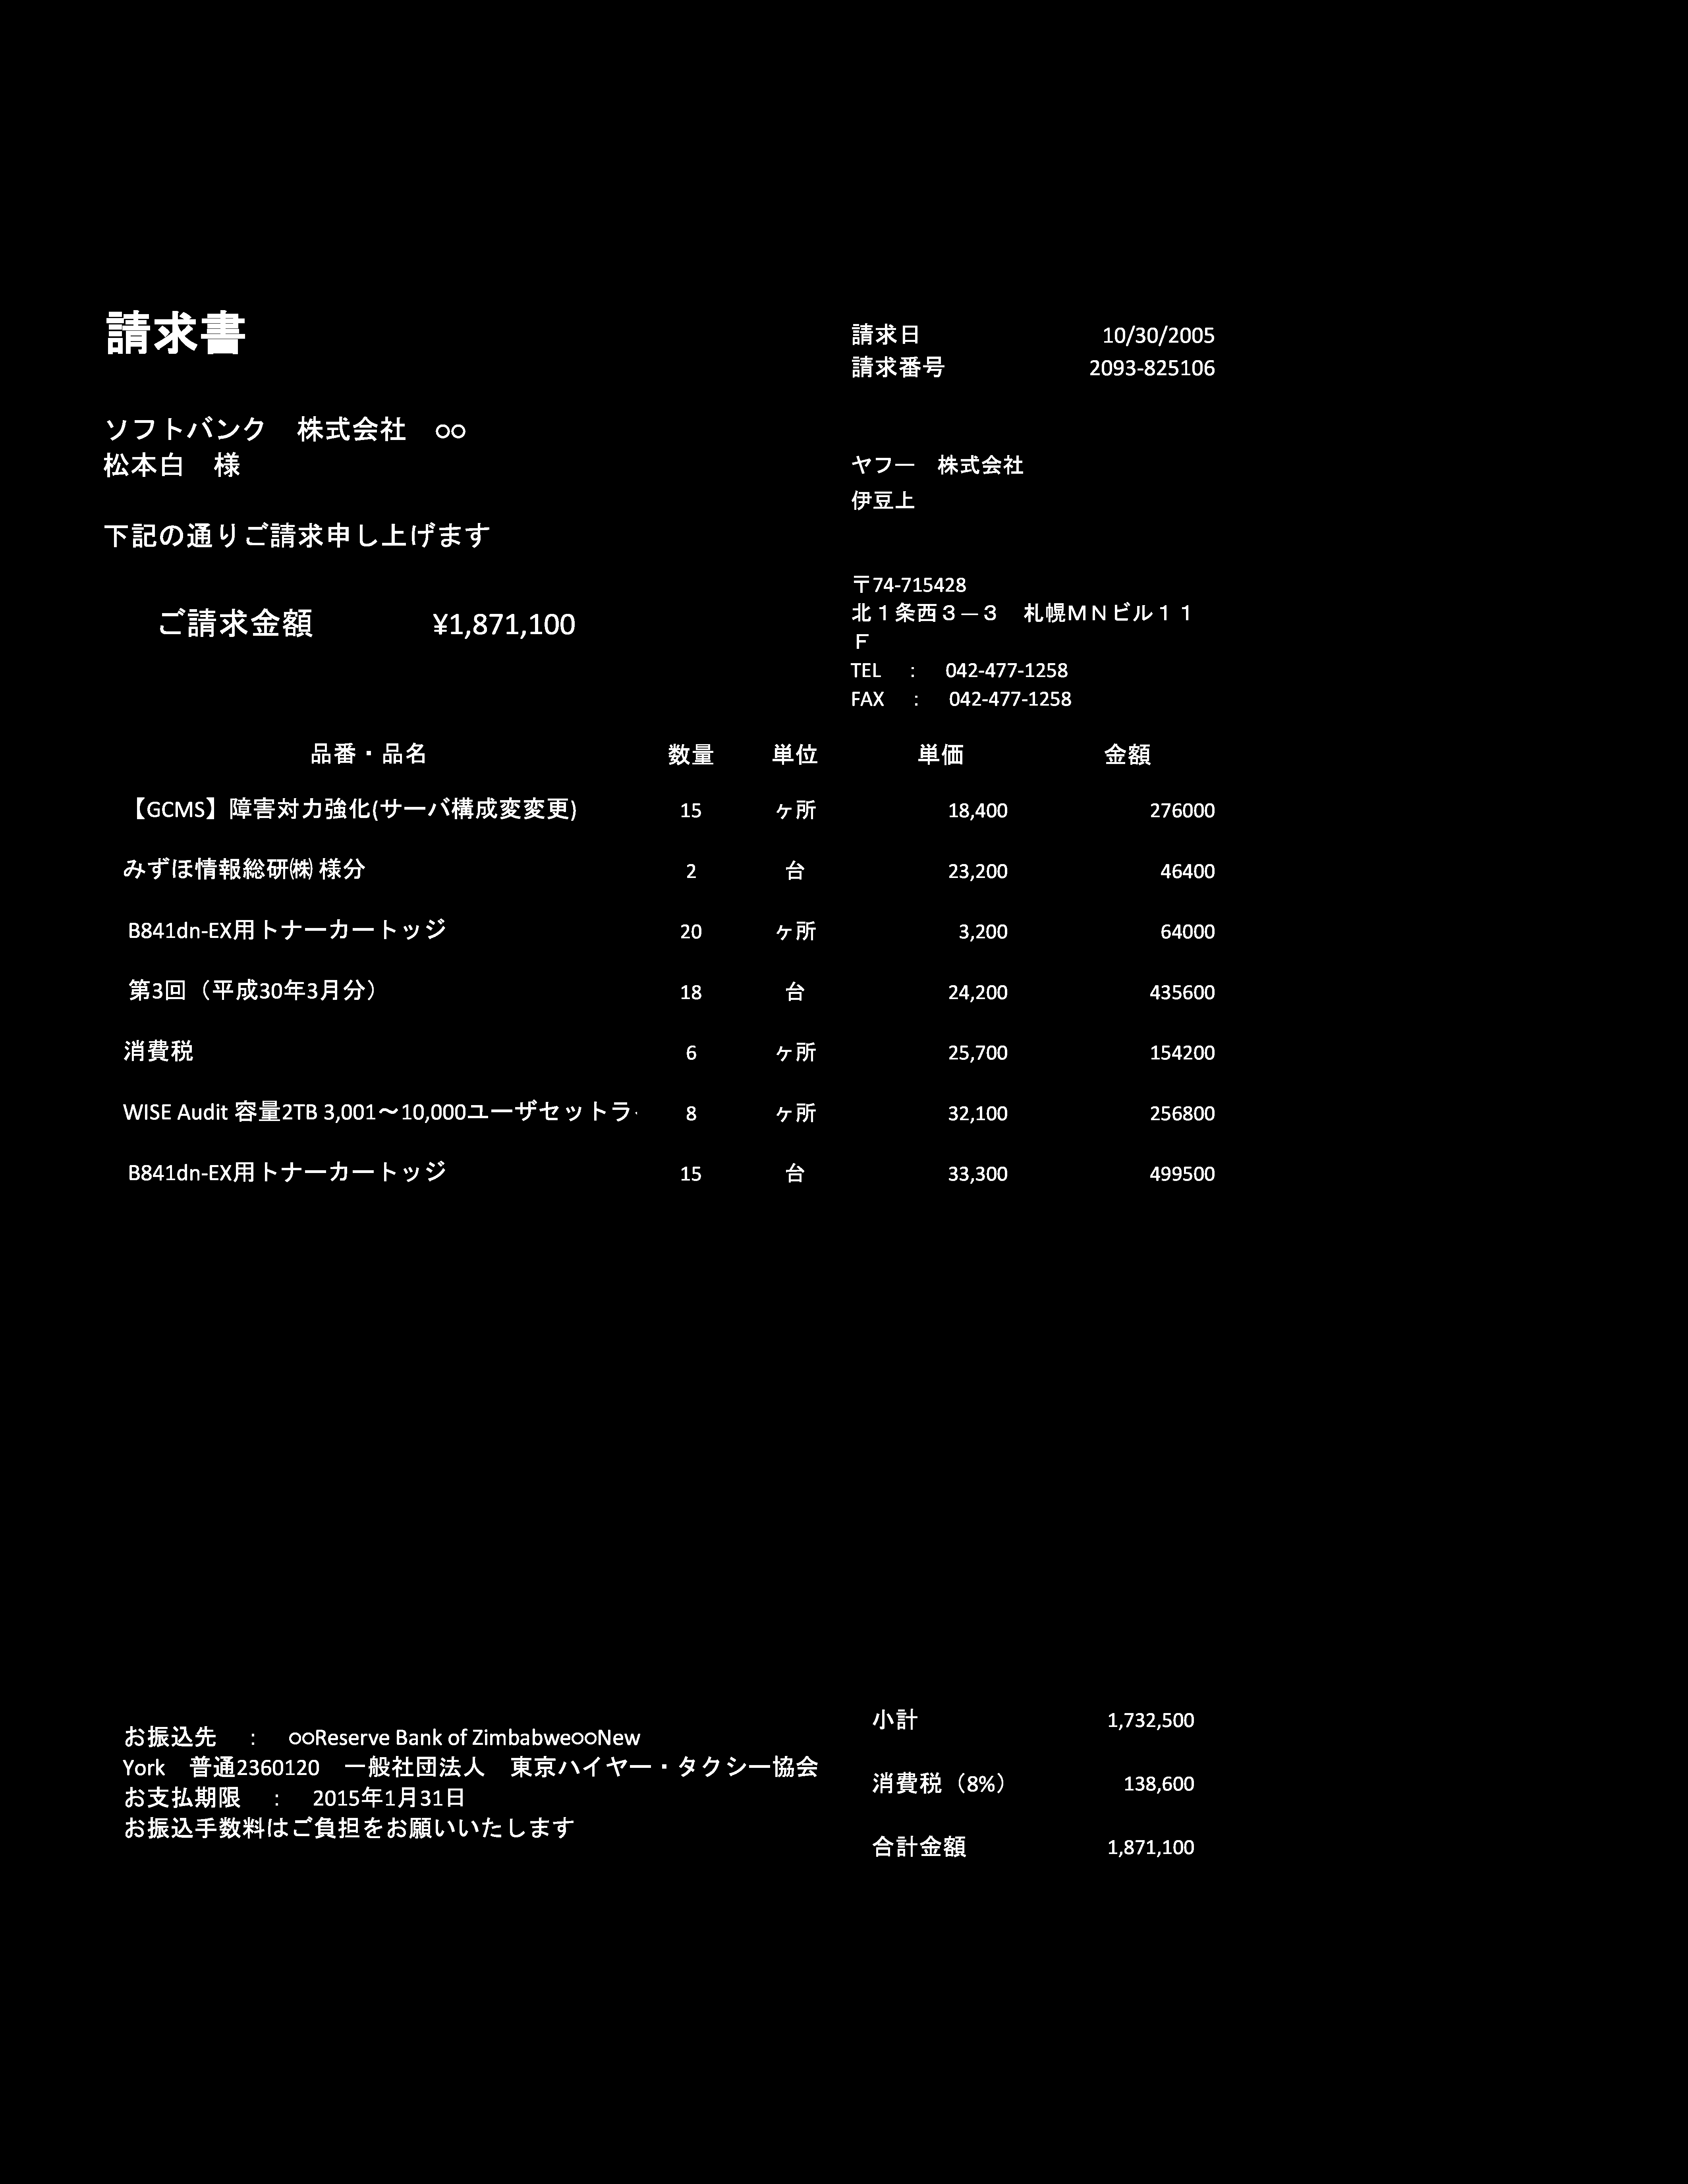 請求書
請求日 10/30/2005
請求番号 2093-825106
ソフトバンク　株式会社　○○
松本白　様
ヤフー　株式会社
伊豆上
下記の通りご請求申し上げます
〒74-715428
ご請求金額 ¥1,871,100
北１条西３－３　札幌ＭＮビル１１
Ｆ
TEL　：　042-477-1258
FAX　：　042-477-1258
品番・品名 数量 単位 単価 金額
【GCMS】障害対力強化(サーバ構成変変更) 15 ヶ所 18,400 276000
みずほ情報総研㈱ 様分 2 台 23,200 46400
B841dn-EX用トナーカートッジ 20 ヶ所 3,200 64000
第3回（平成30年3月分） 18 台 24,200 435600
消費税 6 ヶ所 25,700 154200
WISE Audit 容量2TB 3,001～10,000ユーザセットラ 8 ヶ所 32,100 256800
B841dn-EX用トナーカートッジ 15 台 33,300 499500
小計 1,732,500
お振込先　：　○○Reserve Bank of Zimbabwe○○New
York　普通2360120　一般社団法人　東京ハイヤー・タクシー協会
消費税（8%） 138,600
お支払期限　：　2015年1月31日
お振込手数料はご負担をお願いいたします
合計金額 1,871,100